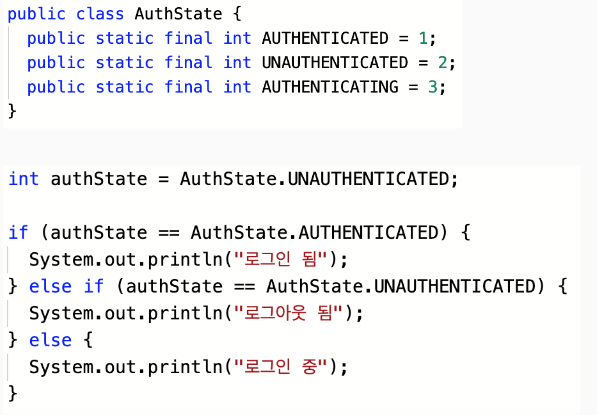 public class AuthState {
  public static final int AUTHENTICATED = 1;
  public static final int UNAUTHENTICATED = 2;
  public static final int AUTHENTICATING = 3;
}
int authState = AuthState.UNAUTHENTICATED;
if (authState == AuthState.AUTHENTICATED) {
  System.out.println("로그인 됨");
} else if (authState == AuthState.UNAUTHENTICATED) {
  System.out.println("로그아웃 됨");
} else {
  System.out.println("로그인 중");
}